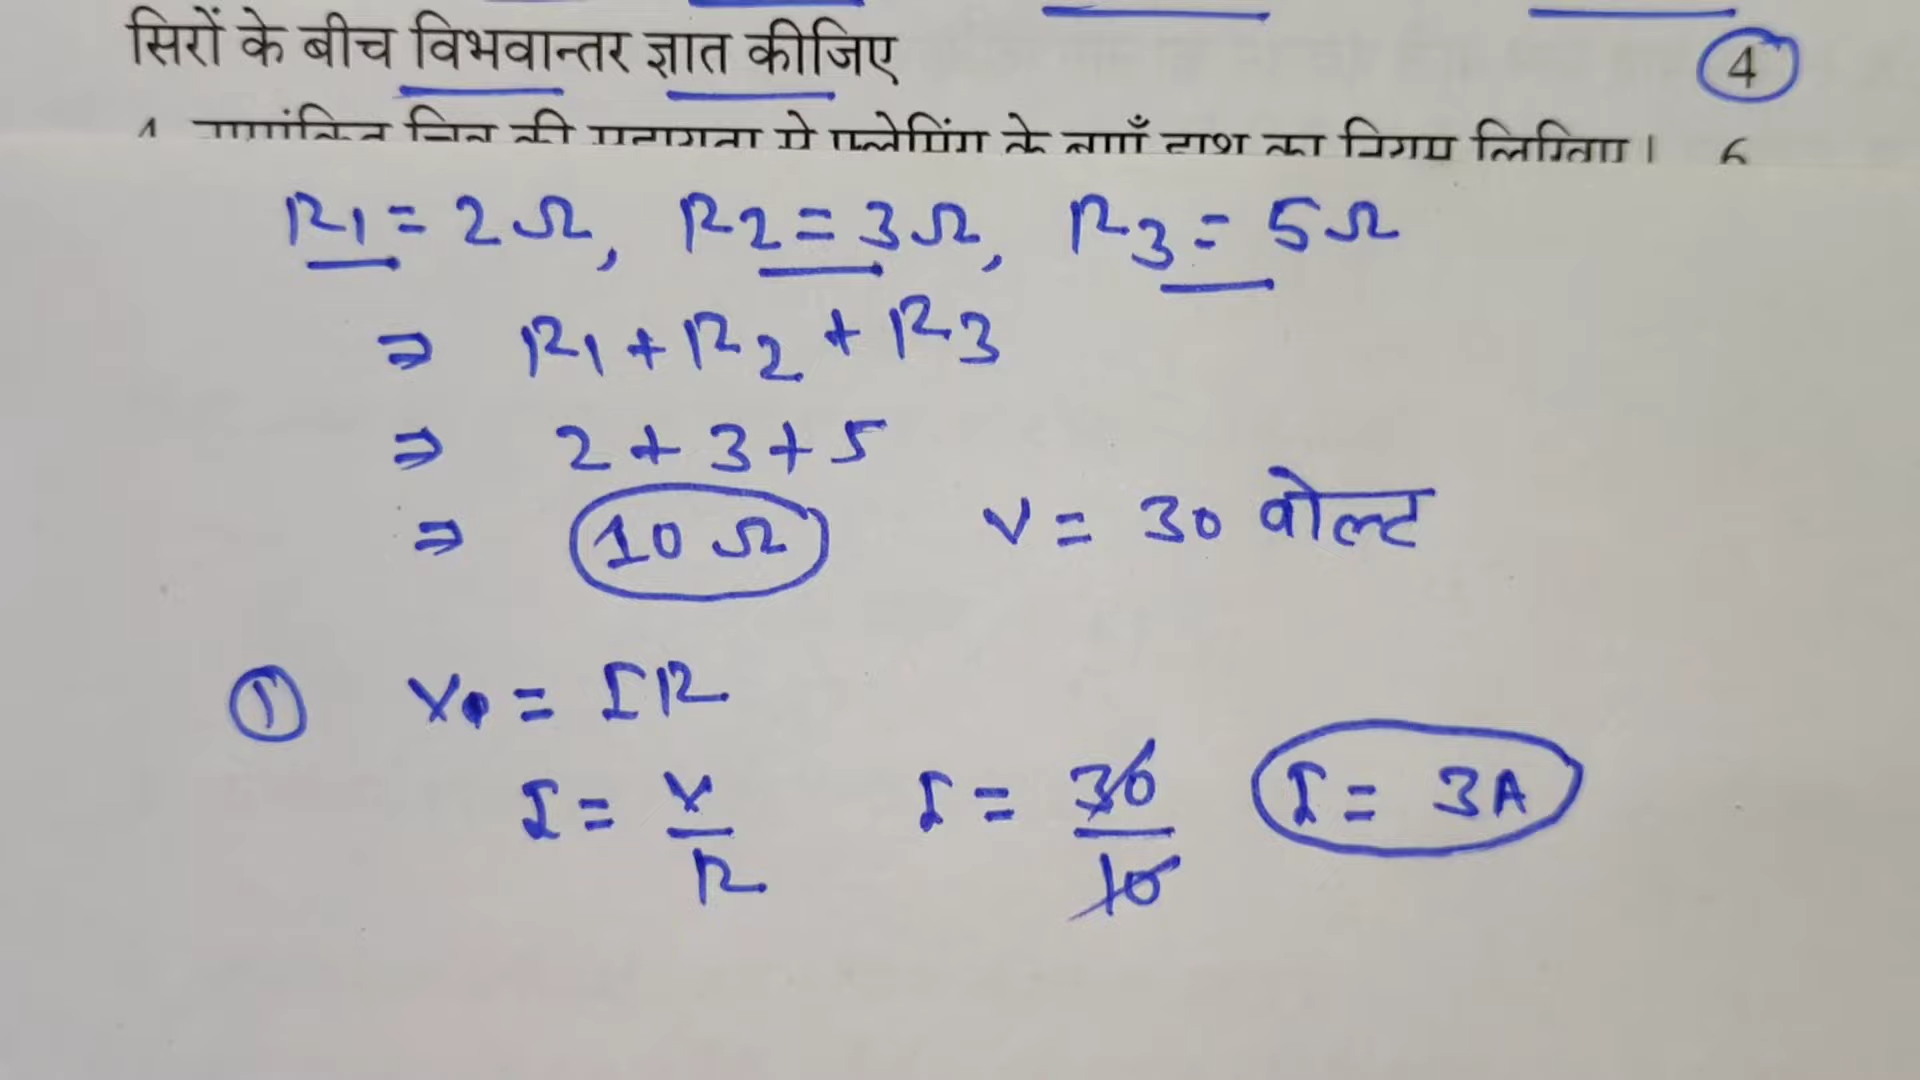 सिरों के बीच विभवान्तर ज्ञात कीजिए 4
R1 = 2Ω, R2 = 3Ω, R3 = 5Ω
⇒ R1 + R2 + R3
⇒ 2 + 3 + 5
⇒ 10 Ω V = 30 वोल्ट
① V = IR
I = V/R I = 30/10 I = 3A